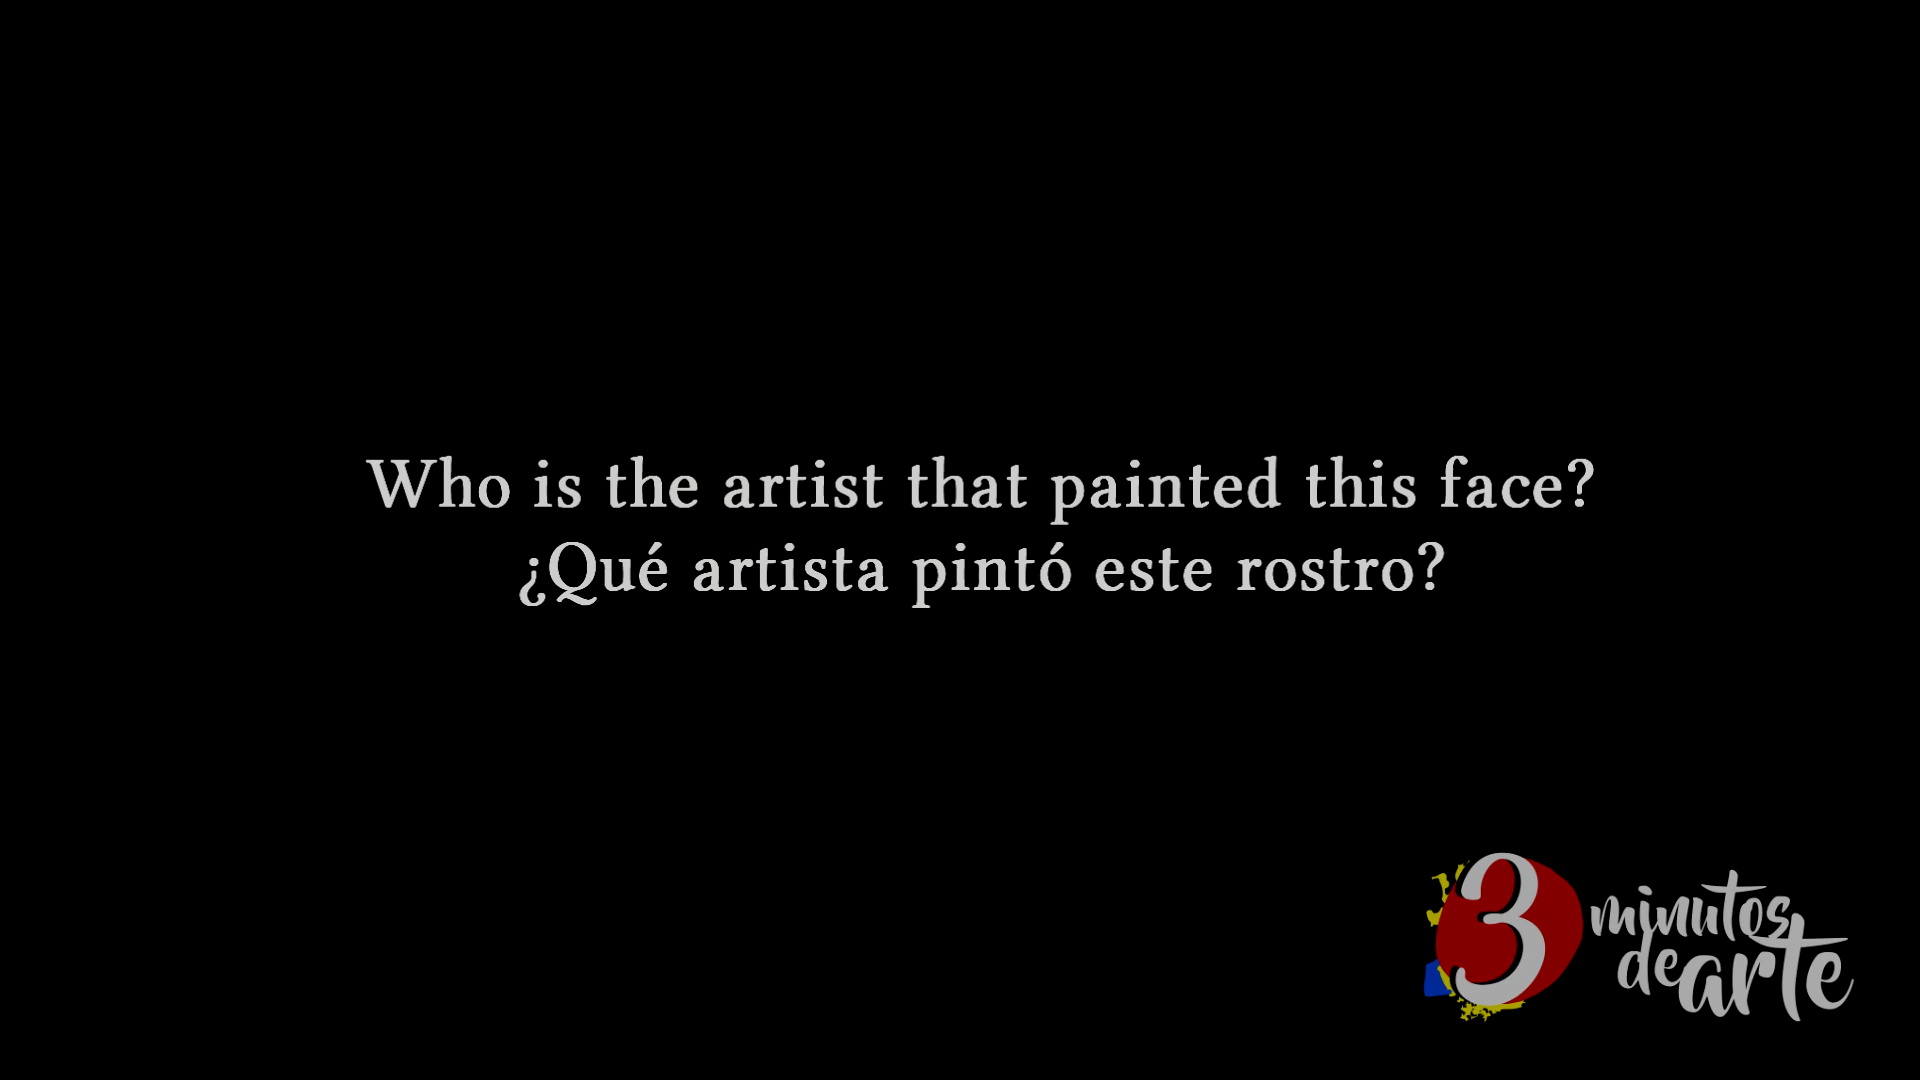 Who is the artist that painted this face?
¿Qué artista pintó este rostro?
3 minutos
de arte